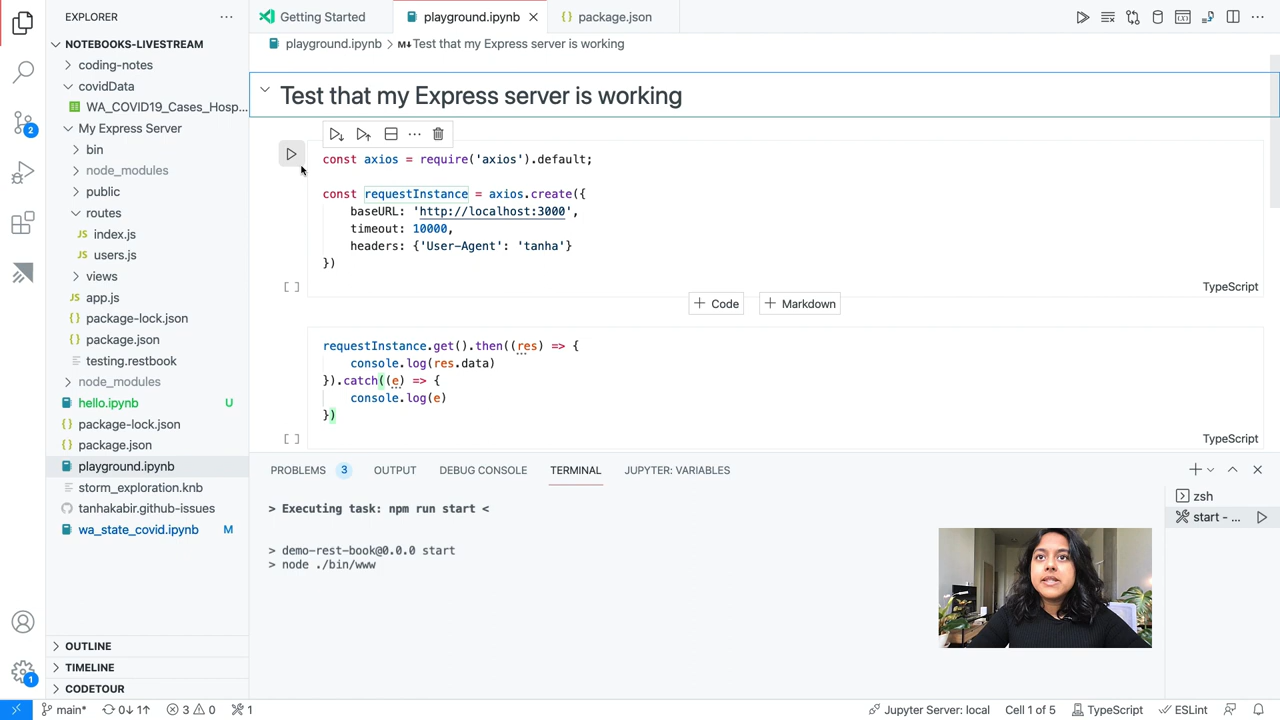 EXPLORER
Getting Started
playground.ipynb
package.json
NOTEBOOKS-LIVESTREAM
coding-notes
covidData
WA_COVID19_Cases_Hosp...
My Express Server
bin
node_modules
public
routes
JS index.js
JS users.js
views
JS app.js
package-lock.json
package.json
testing.restbook
node_modules
hello.ipynb U
package-lock.json
package.json
playground.ipynb
storm_exploration.knb
tanhakabir.github-issues
wa_state_covid.ipynb M
OUTLINE
TIMELINE
CODETOUR
2
1
playground.ipynb > M↓Test that my Express server is working
Test that my Express server is working
const axios = require('axios').default;
const requestInstance = axios.create({
baseURL: 'http://localhost:3000',
timeout: 10000,
headers: {'User-Agent': 'tanha'}
})
[ ]
TypeScript
+ Code
+ Markdown
requestInstance.get().then((res) => {
console.log(res.data)
}).catch((e) => {
console.log(e)
})
[ ]
TypeScript
PROBLEMS 3 OUTPUT DEBUG CONSOLE TERMINAL JUPYTER: VARIABLES
> Executing task: npm run start <
> demo-rest-book@0.0.0 start
> node ./bin/www
zsh
start - ...
main* 0↓ 1↑ 3 0 1
Jupyter Server: local Cell 1 of 5 TypeScript ESLint